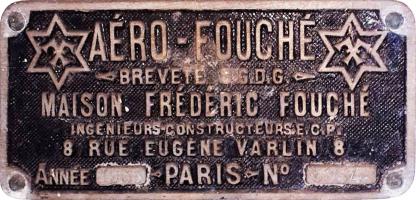 AÉRO-FOUCHÉ
BREVETÉ S.G.D.G.
MAISON FRÉDÉRIC FOUCHÉ
INGÉNIEURS-CONSTRUCTEURS E.C.P.
8 RUE EUGÈNE VARLIN 8
ANNÉE PARIS Nº